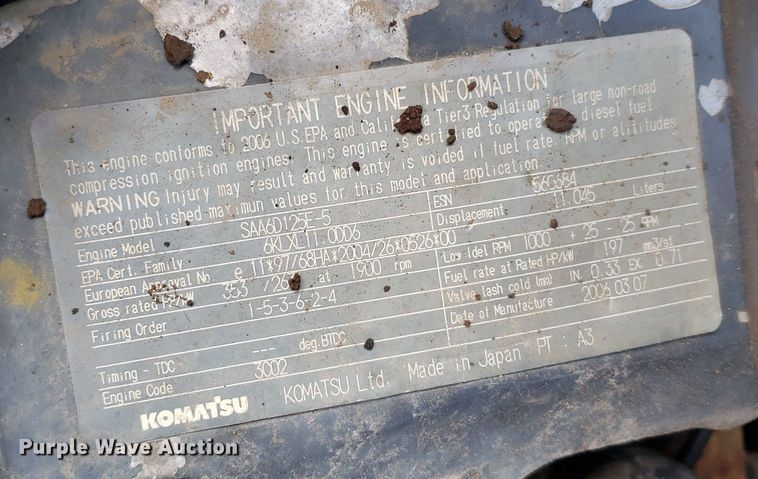 IMPORTANT ENGINE INFORMATION
This engine conforms to 2006 U.S.EPA and California Tier3 Regulation for large non-road
compression ignition engines. This engine is certified to operate diesel fuel.
WARNING Injury may result and warranty is voided if fuel rate, RPM or altitudes
exceed published maximun values for this model and application.
Engine Model SAA6D125E-5 ESN 560384
EPA Cert. Family 6KLXL11.0DD6 Displacement 11.045 Liters
European Approval No. e 11*97/68HA*2004/26*0526*00 Low Idel RPM 1000 + 25 - 25 RPM
Gross rated HP/kW 353 / at 1900 rpm Fuel rate at Rated HP/kW 197 mm3/st
Firing Order 1-5-3-6-2-4 Valve lash cold (mm) IN 0.33 EX 0.71
Date of Manufacture 2006 03 07
Timing - TDC --- deg.BTDC
Engine Code 3002
KOMATSU KOMATSU Ltd. Made in Japan PT : A3
Purple Wave Auction